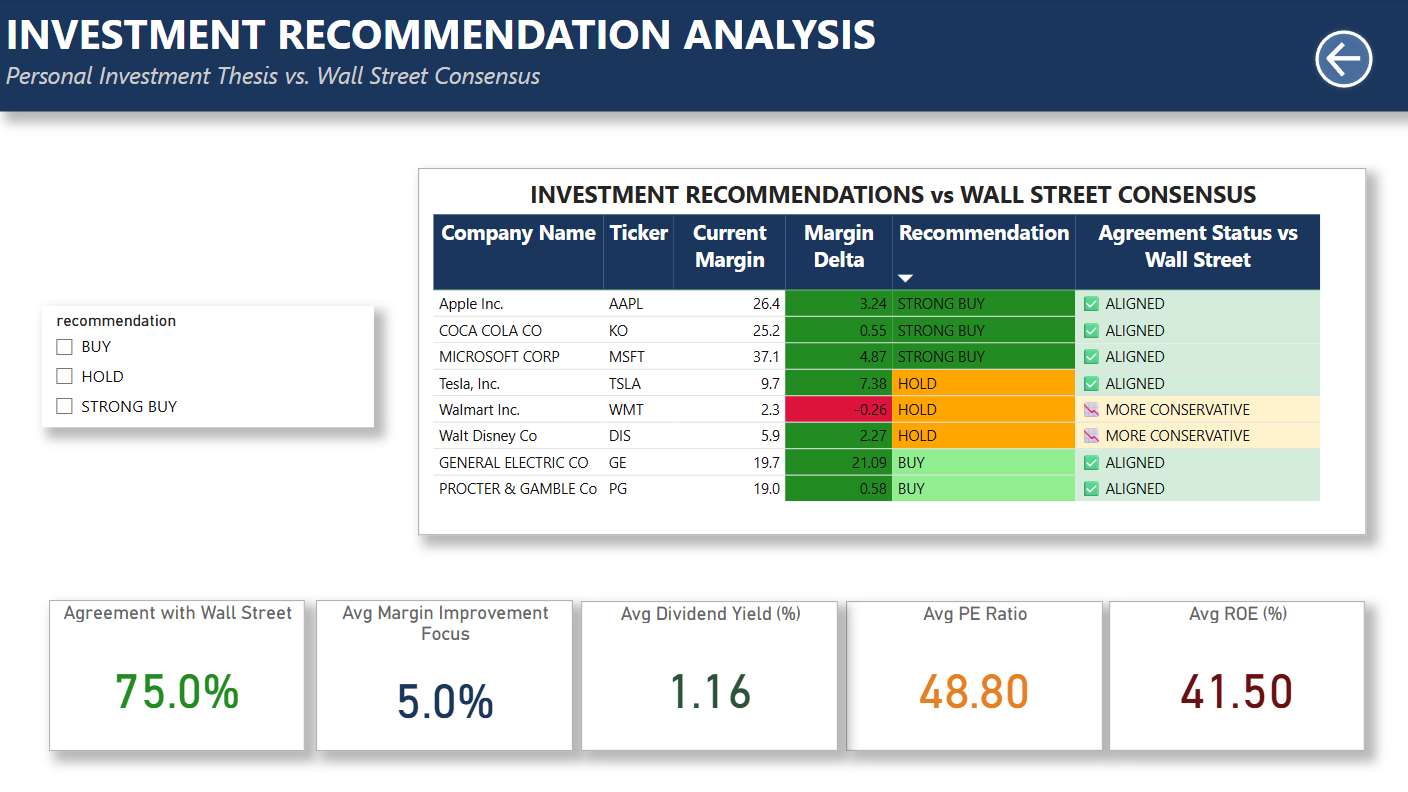 INVESTMENT RECOMMENDATION ANALYSIS
Personal Investment Thesis vs. Wall Street Consensus
INVESTMENT RECOMMENDATIONS vs WALL STREET CONSENSUS
Company Name Ticker Current Margin Margin Delta Recommendation Agreement Status vs Wall Street
Apple Inc. AAPL 26.4 3.24 STRONG BUY ✅ ALIGNED
COCA COLA CO KO 25.2 0.55 STRONG BUY ✅ ALIGNED
MICROSOFT CORP MSFT 37.1 4.87 STRONG BUY ✅ ALIGNED
Tesla, Inc. TSLA 9.7 7.38 HOLD ✅ ALIGNED
Walmart Inc. WMT 2.3 -0.26 HOLD 📉 MORE CONSERVATIVE
Walt Disney Co DIS 5.9 2.27 HOLD 📉 MORE CONSERVATIVE
GENERAL ELECTRIC CO GE 19.7 21.09 BUY ✅ ALIGNED
PROCTER & GAMBLE Co PG 19.0 0.58 BUY ✅ ALIGNED
recommendation
BUY
HOLD
STRONG BUY
Agreement with Wall Street
75.0%
Avg Margin Improvement
Focus
5.0%
Avg Dividend Yield (%)
1.16
Avg PE Ratio
48.80
Avg ROE (%)
41.50